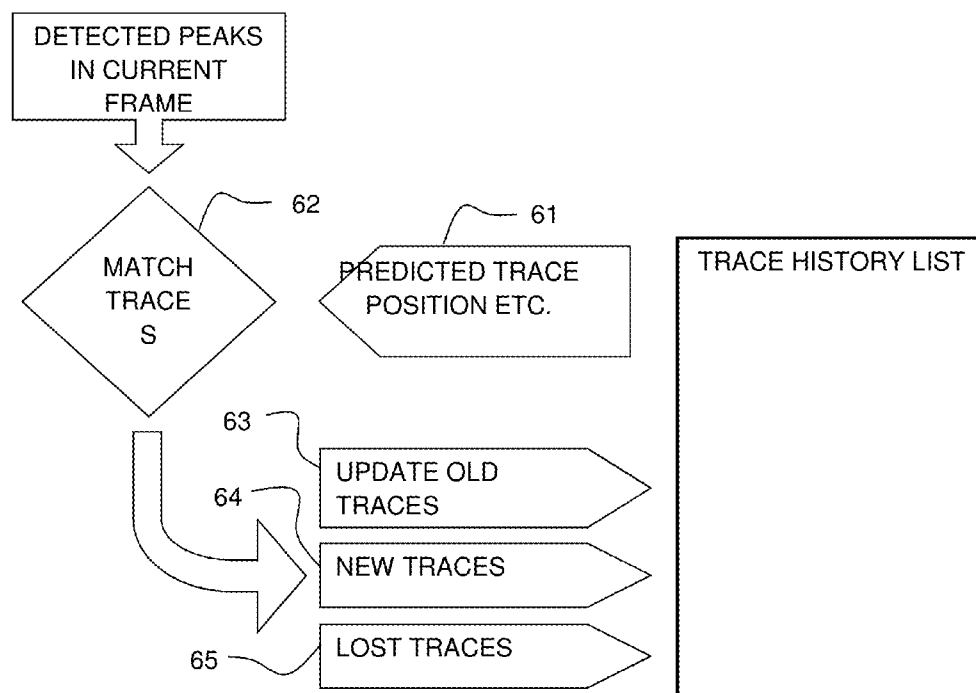 DETECTED PEAKS
IN CURRENT
FRAME
62
MATCH
TRACE
S
61
PREDICTED TRACE
POSITION ETC.
TRACE HISTORY LIST
63
UPDATE OLD
TRACES
64
NEW TRACES
65
LOST TRACES